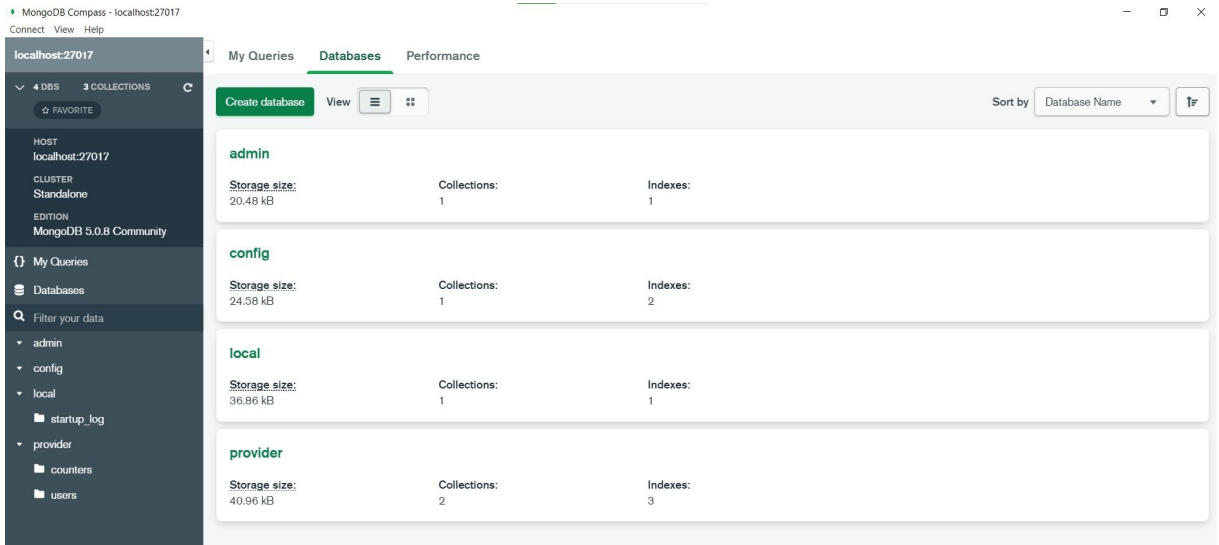 MongoDB Compass - localhost:27017
Connect View Help
localhost:27017
4 DBS 3 COLLECTIONS
FAVORITE
HOST
localhost:27017
CLUSTER
Standalone
EDITION
MongoDB 5.0.8 Community
{} My Queries
Databases
Filter your data
admin
config
local
startup_log
provider
counters
users
My Queries Databases Performance
Create database View Sort by Database Name
admin
Storage size: Collections: Indexes:
20.48 kB 1 1
config
Storage size: Collections: Indexes:
24.58 kB 1 2
local
Storage size: Collections: Indexes:
36.86 kB 1 1
provider
Storage size: Collections: Indexes:
40.96 kB 2 3